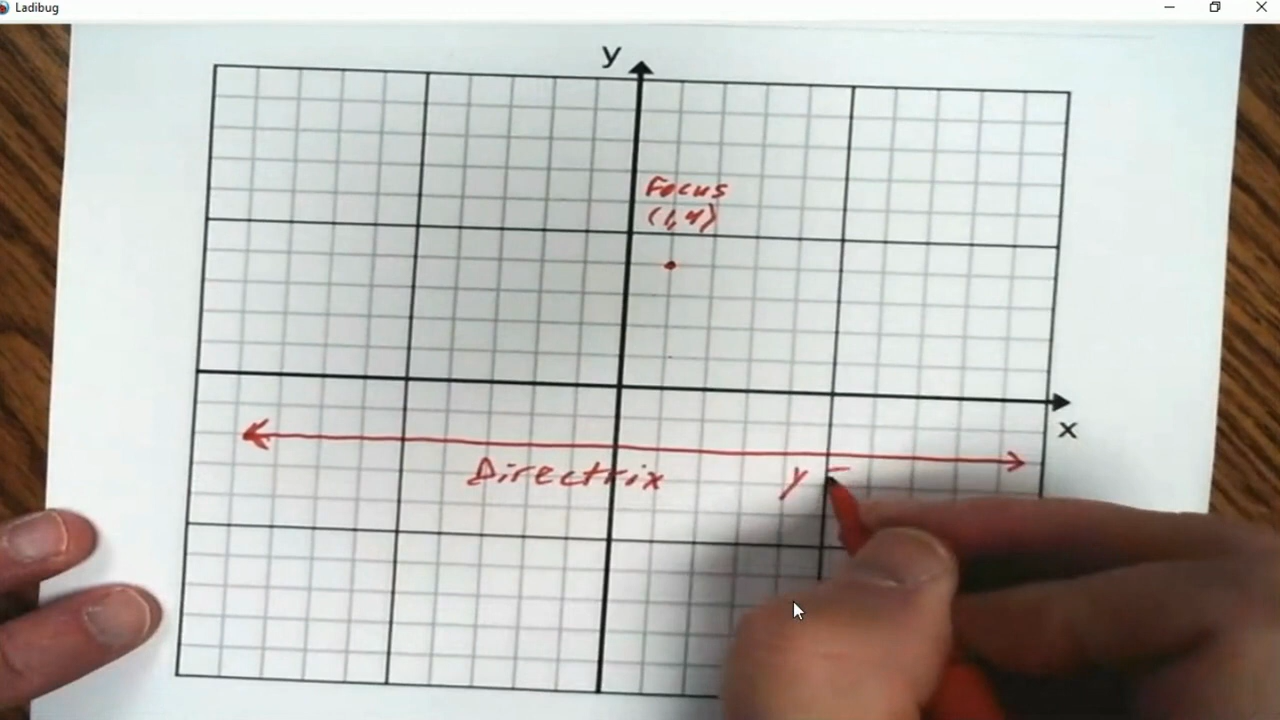 Ladibug
y
Focus
(1,4)
x
Directrix
y =